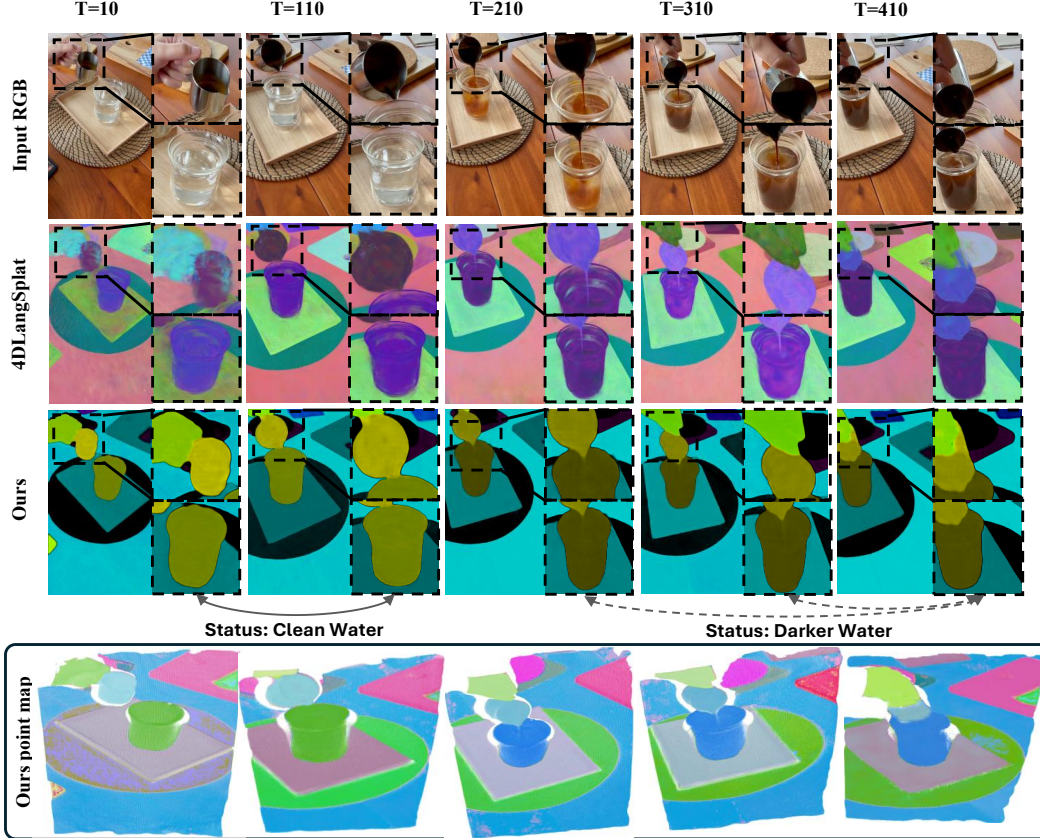 T=10
T=110
T=210
T=310
T=410
Input RGB
4DLangSplat
Ours
Status: Clean Water
Status: Darker Water
Ours point map